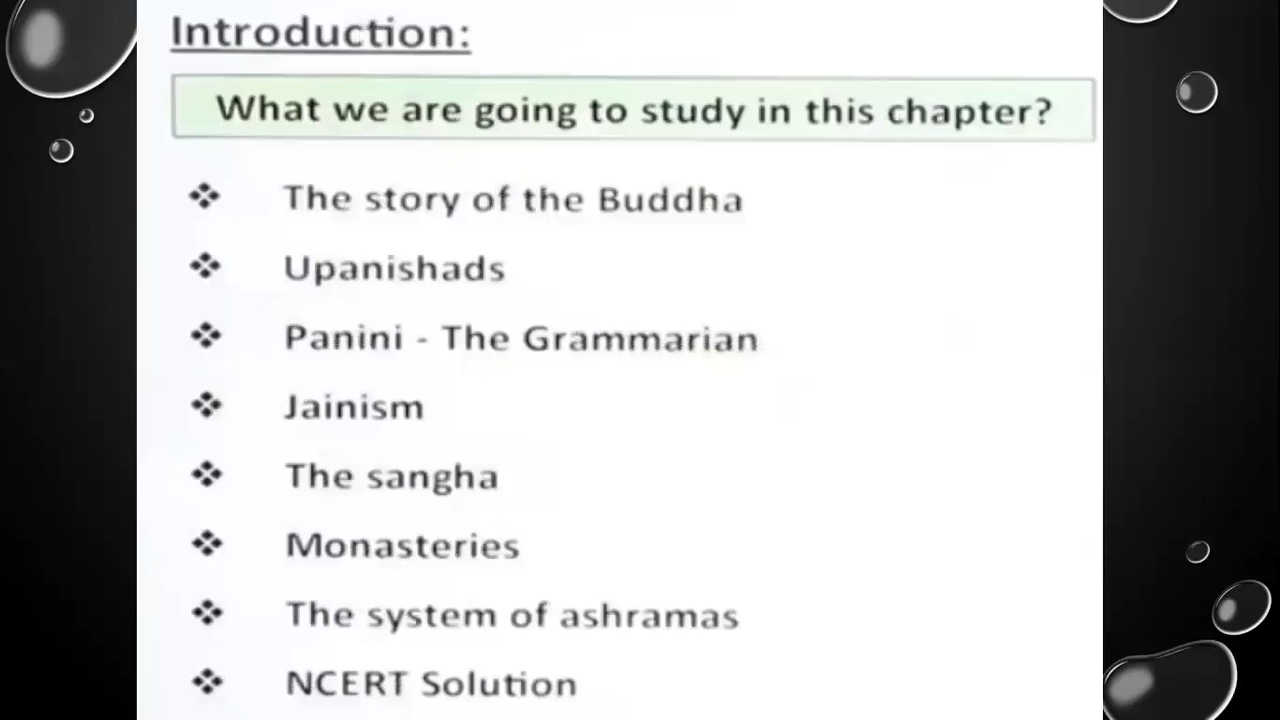 Introduction:
What we are going to study in this chapter?
❖ The story of the Buddha
❖ Upanishads
❖ Panini - The Grammarian
❖ Jainism
❖ The sangha
❖ Monasteries
❖ The system of ashramas
❖ NCERT Solution